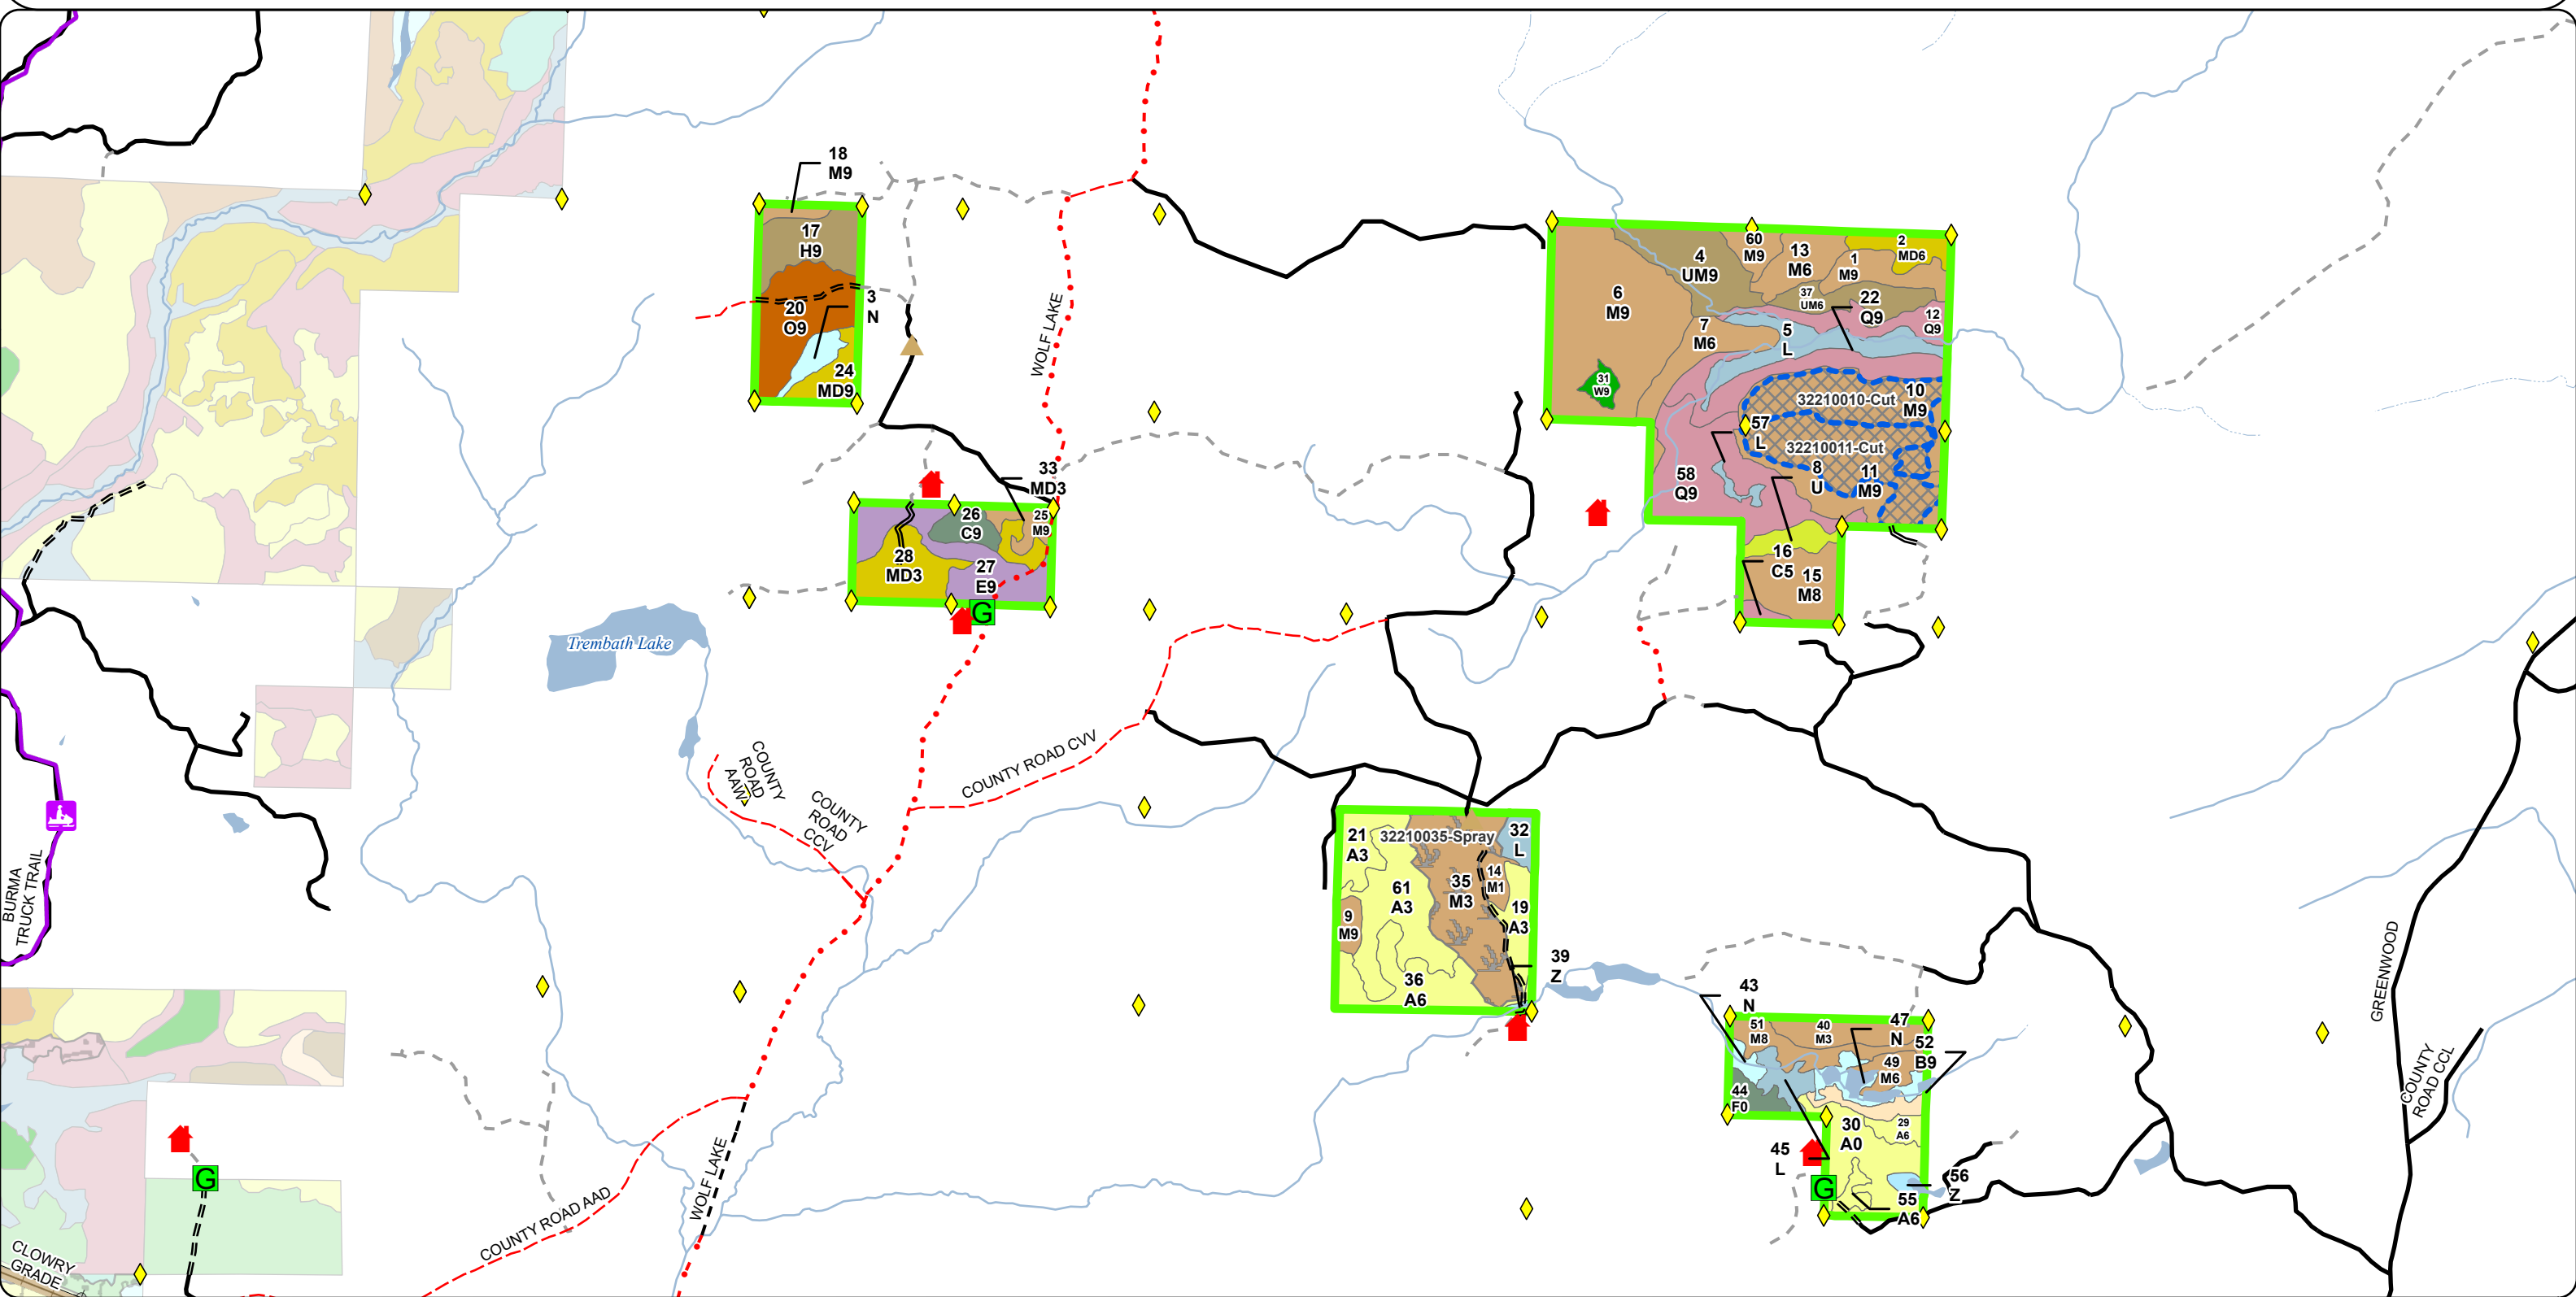 18
M9
17
H9
3
N
20
O9
24
MD9
WOLF LAKE
33
MD3
26
C9
25
M9
28
MD3
27
E9
G
60
M9
13
M6
2
MD6
4
UM9
1
M9
6
M9
37
UM6
22
Q9
12
Q9
7
M6
5
L
31
W9
32210010-Cut
10
M9
57
L
32210011-Cut
8
U
11
M9
58
Q9
16
C5
15
M8
Trembath Lake
COUNTY
ROAD
AAW
COUNTY
ROAD
CCV
COUNTY ROAD CVV
BURMA
TRUCK TRAIL
21
A3
32210035-Spray
32
L
14
M1
35
M3
61
A3
19
A3
9
M9
36
A6
39
Z
43
N
51
M8
40
M3
47
N
52
B9
49
M6
44
F0
30
A0
29
A6
45
L
G
56
Z
55
A6
GREENWOOD
COUNTY
ROAD CCL
G
WOLF LAKE
COUNTY ROAD AAD
CLOWRY
GRADE